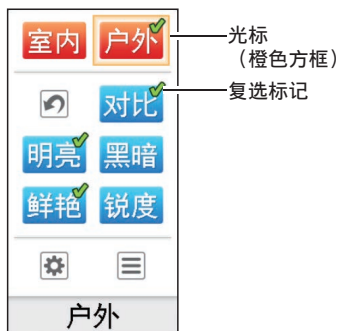 室内 户外
对比
明亮 黑暗
鲜艳 锐度
户外
光标
（橙色方框）
复选标记